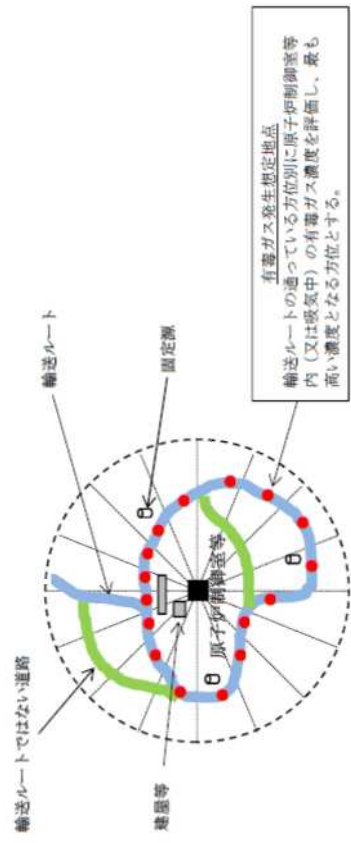 輸送ルートではない道路
輸送ルート
建屋等
固定源
原子炉制御室等
有毒ガス発生想定地点
輸送ルートの通っている方位別に原子炉制御室等
内（又は吸気中）の有毒ガス濃度を評価し、最も
高い濃度となる方位とする。